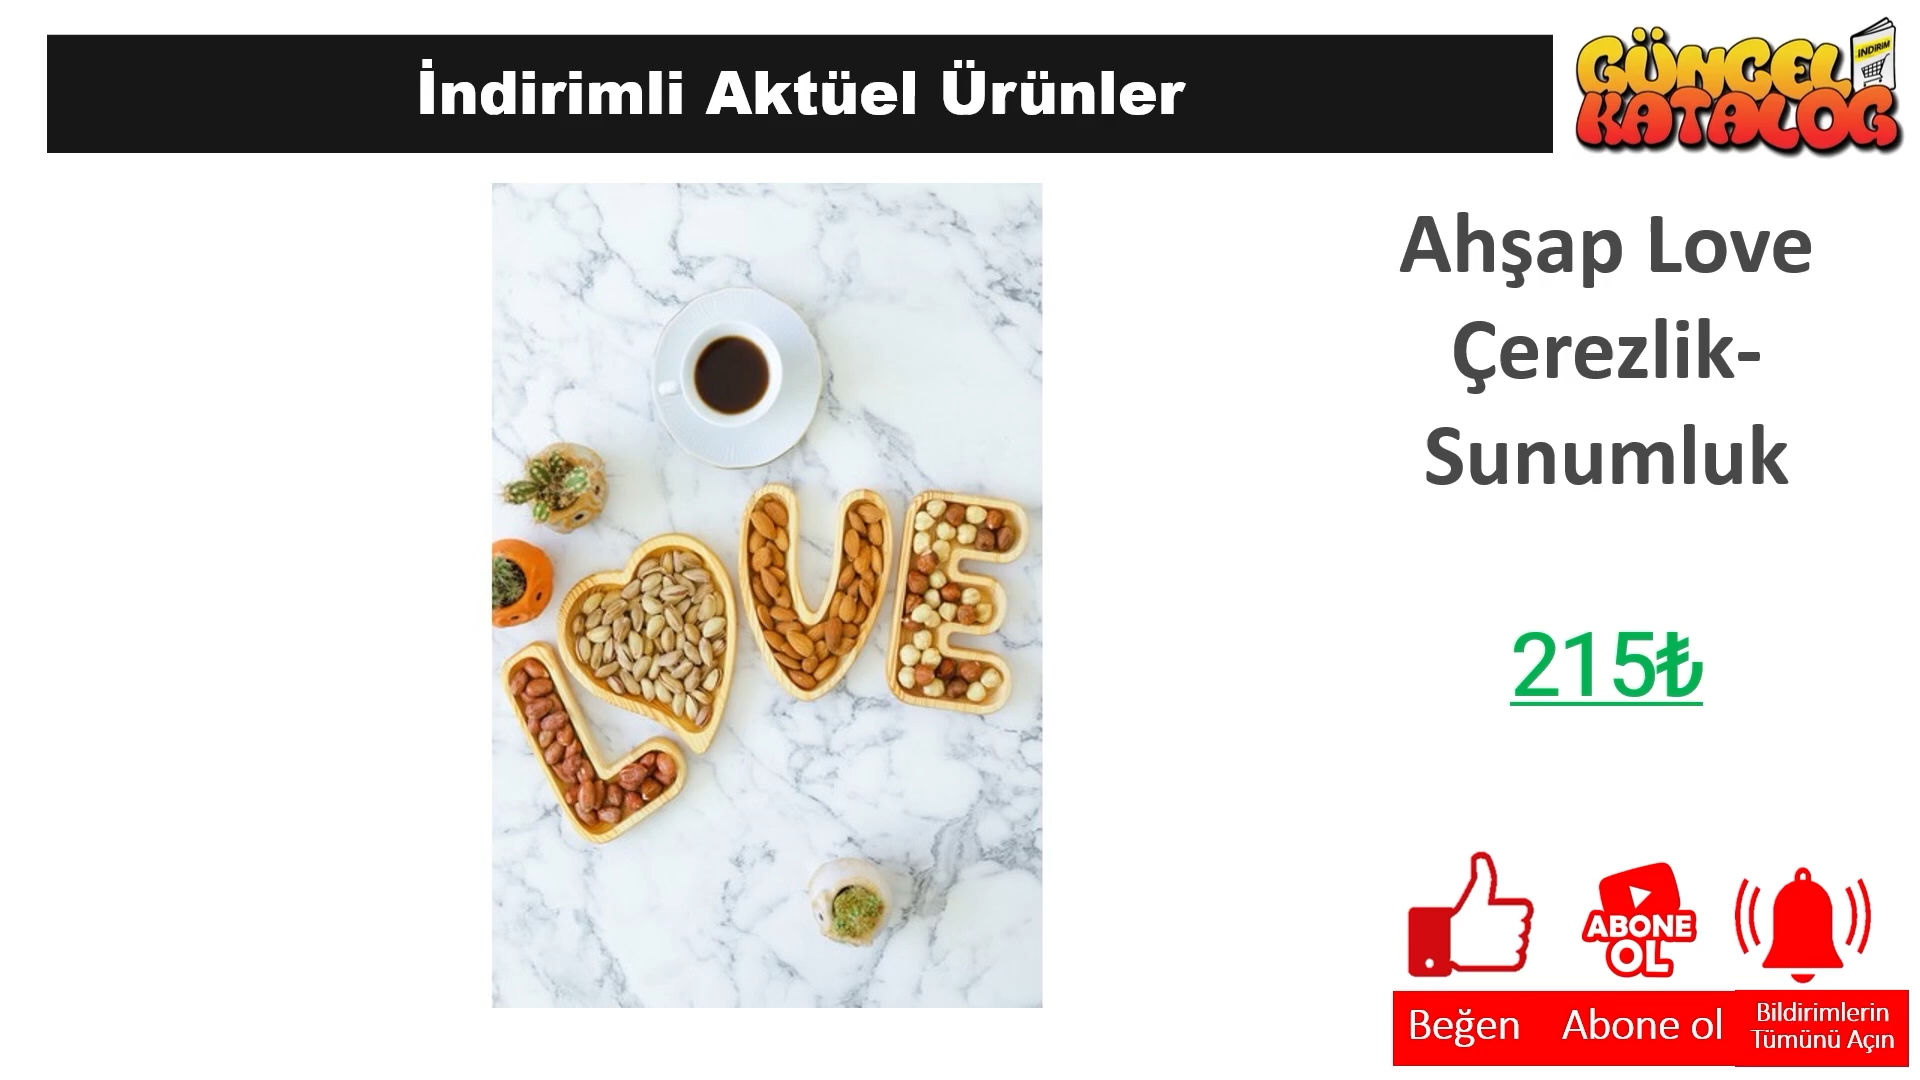 İndirimli Aktüel Ürünler
GÜNCEL
İNDİRİM
KATALOG
Ahşap Love
Çerezlik-
Sunumluk
LOVE
215₺
ABONE
OL
Beğen
Abone ol
Bildirimlerin
Tümünü Açın